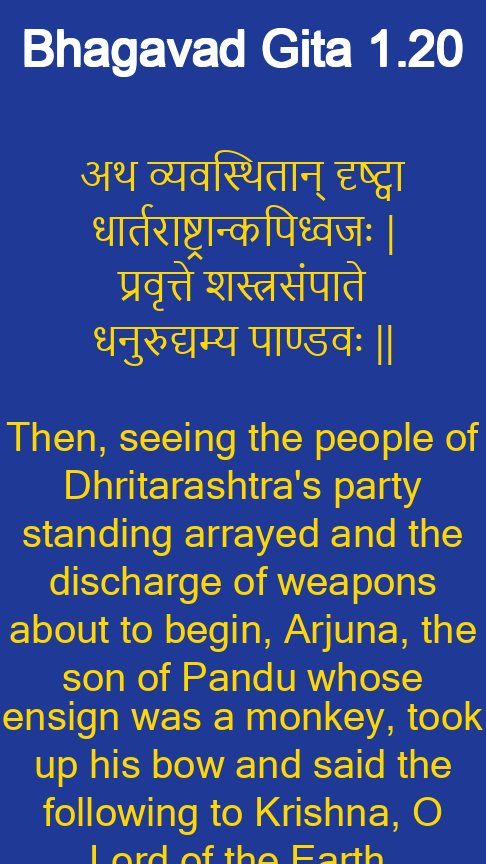 Bhagavad Gita 1.20
अथ व्यवस्थितान् दृष्ट्वा
धार्तराष्ट्रान्कपिध्वजः |
प्रवृत्ते शस्त्रसंपाते
धनुरुद्यम्य पाण्डवः ||
Then, seeing the people of
Dhritarashtra's party
standing arrayed and the
discharge of weapons
about to begin, Arjuna, the
son of Pandu whose
ensign was a monkey, took
up his bow and said the
following to Krishna, O
Lord of the Earth